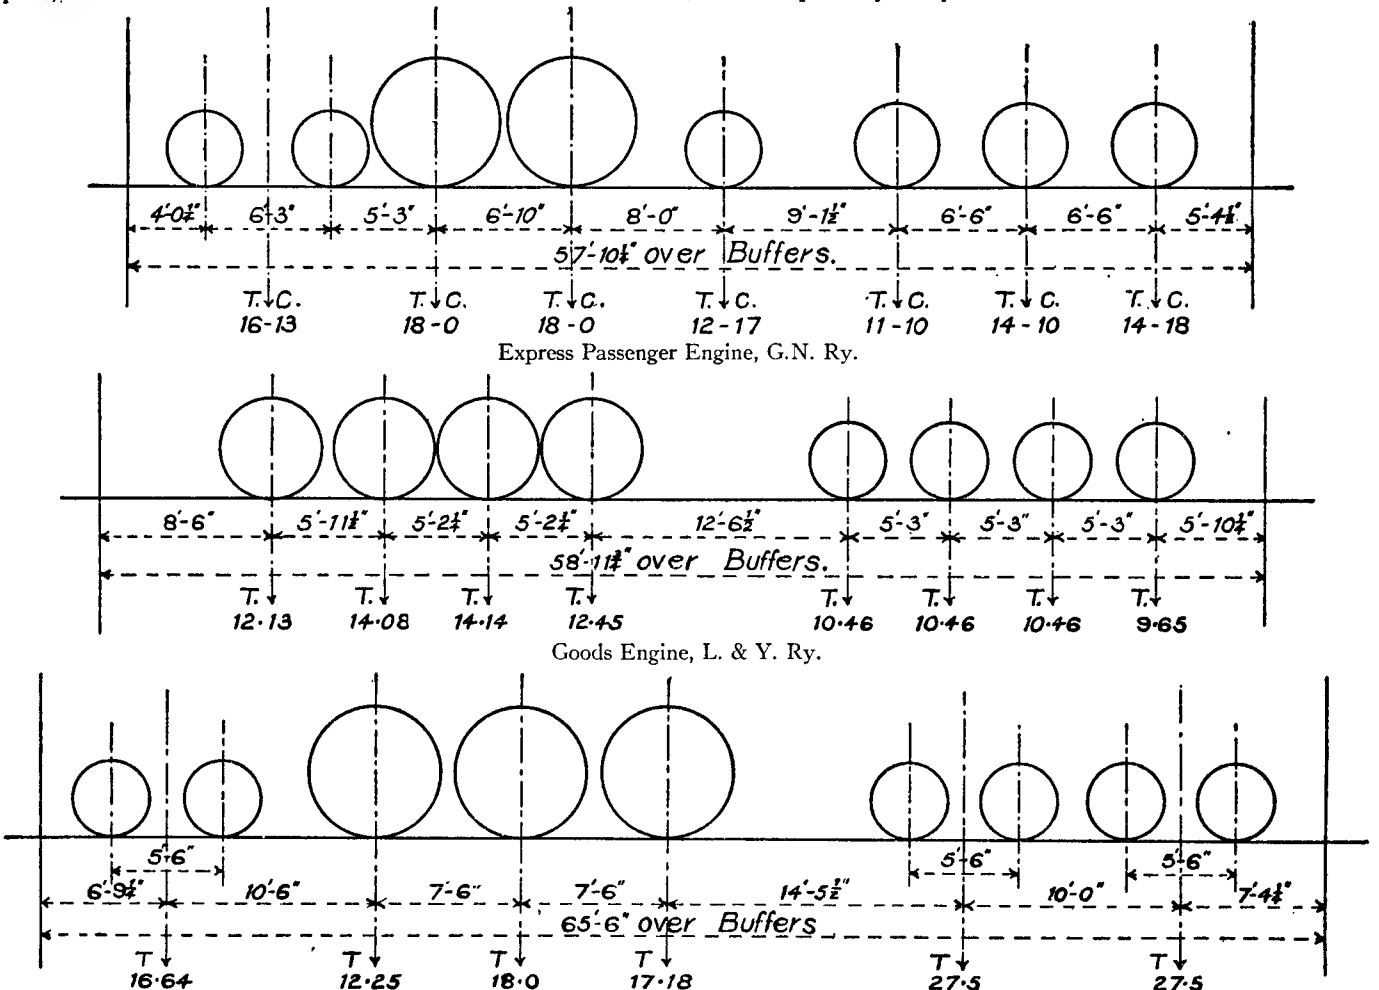 4'-0¼" 6'-3" 5'-3" 6'-10" 8'-0" 9'-1½" 6'-6" 6'-6" 5'-4½"
57'-10¼" over Buffers.
T. C. T. C. T. C. T. C. T. C. T. C. T. C.
16-13 18-0 18-0 12-17 11-10 14-10 14-18
Express Passenger Engine, G.N. Ry.
8'-6" 5'-11½" 5'-2¼" 5'-2¼" 12'-6½" 5'-3" 5'-3" 5'-3" 5'-10¼"
58'-11¾" over Buffers.
T. T. T. T. T. T. T. T.
12·13 14·08 14·14 12·45 10·46 10·46 10·46 9·65
Goods Engine, L. & Y. Ry.
5'-6" 5'-6" 5'-6"
6'-9¼" 10'-6" 7'-6" 7'-6" 14'-5½" 10'-0" 7'-4¼"
65'-6" over Buffers
T T T T T T
16·64 12·25 18·0 17·18 27·5 27·5